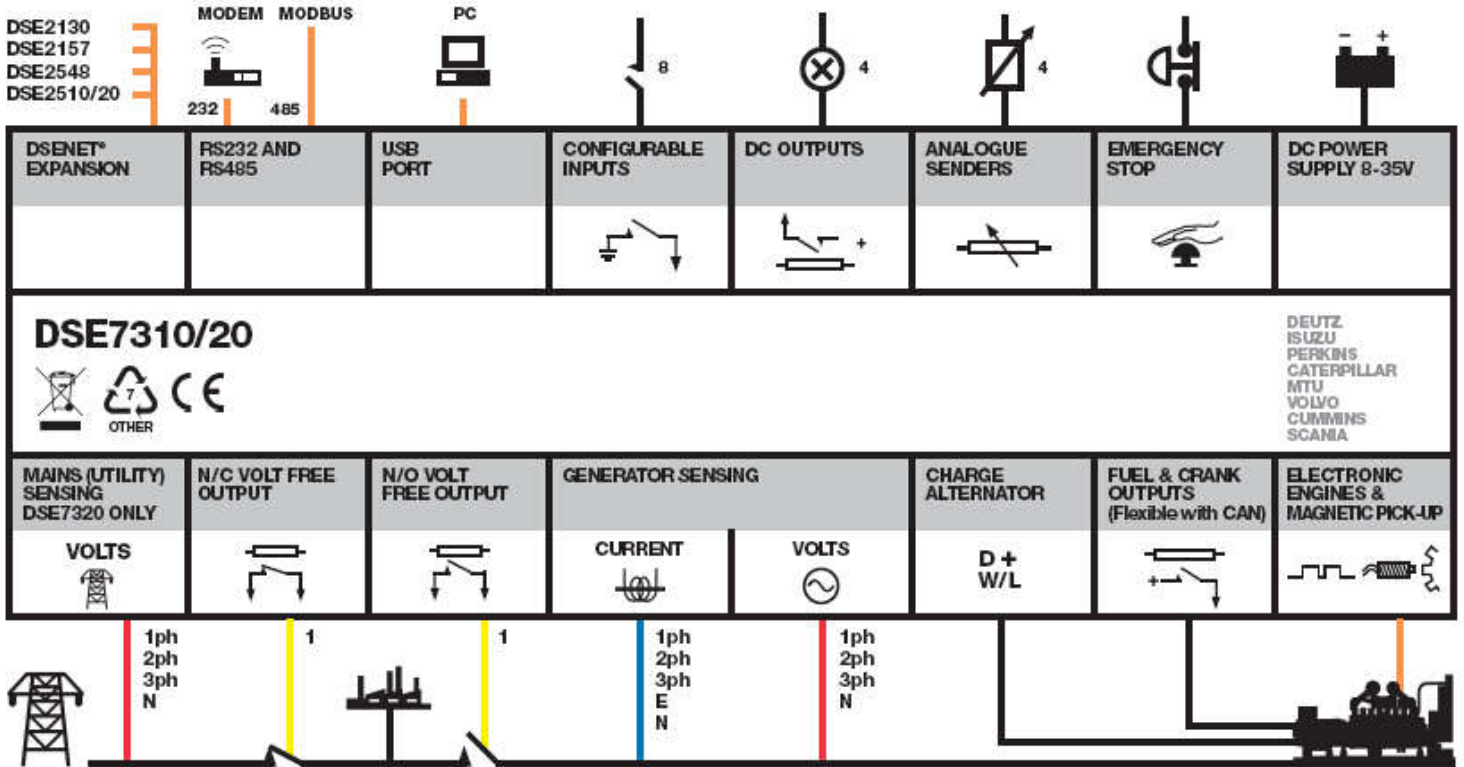 DSE2130
DSE2157
DSE2548
DSE2510/20
MODEM
MODBUS
PC
232
485
8
4
4
- +
DSENET®
EXPANSION
RS232 AND
RS485
USB
PORT
CONFIGURABLE
INPUTS
DC OUTPUTS
ANALOGUE
SENDERS
EMERGENCY
STOP
DC POWER
SUPPLY 8-35V
+
DSE7310/20
7
OTHER
CE
DEUTZ
ISUZU
PERKINS
CATERPILLAR
MTU
VOLVO
CUMMINS
SCANIA
MAINS (UTILITY)
SENSING
DSE7320 ONLY
VOLTS
N/C VOLT FREE
OUTPUT
N/O VOLT
FREE OUTPUT
GENERATOR SENSING
CURRENT
VOLTS
CHARGE
ALTERNATOR
D+
W/L
FUEL & CRANK
OUTPUTS
(Flexible with CAN)
+
ELECTRONIC
ENGINES &
MAGNETIC PICK-UP
1ph
2ph
3ph
N
1
1
1ph
2ph
3ph
E
N
1ph
2ph
3ph
N